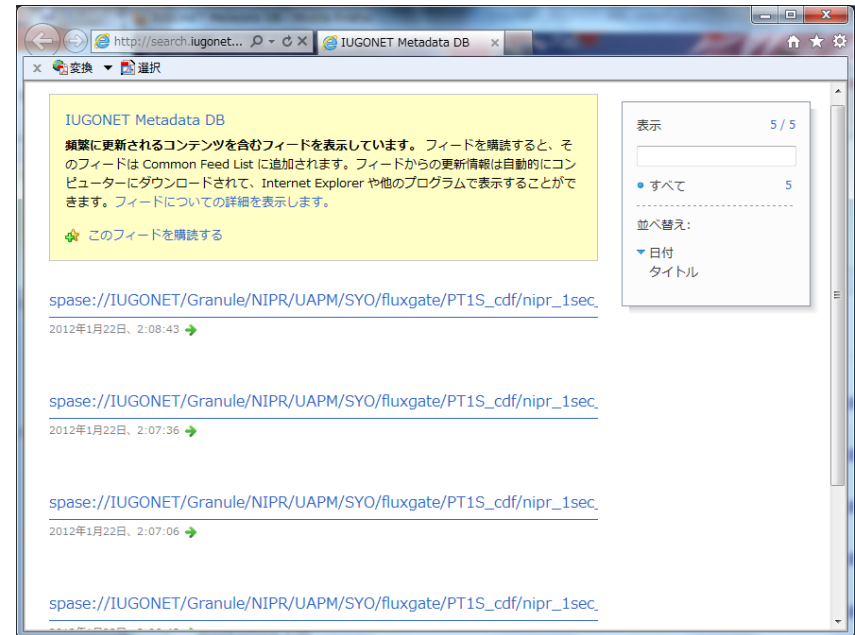 http://search.iugonet...
IUGONET Metadata DB
x 変換 ▼ 選択
IUGONET Metadata DB
頻繁に更新されるコンテンツを含むフィードを表示しています。 フィードを購読すると、そ
のフィードは Common Feed List に追加されます。フィードからの更新情報は自動的にコン
ピューターにダウンロードされて、Internet Explorer や他のプログラムで表示することがで
きます。フィードについての詳細を表示します。
このフィードを購読する
表示 5 / 5
すべて 5
並べ替え:
日付
タイトル
spase://IUGONET/Granule/NIPR/UAPM/SYO/fluxgate/PT1S_cdf/nipr_1sec_
2012年1月22日、2:08:43
spase://IUGONET/Granule/NIPR/UAPM/SYO/fluxgate/PT1S_cdf/nipr_1sec_
2012年1月22日、2:07:36
spase://IUGONET/Granule/NIPR/UAPM/SYO/fluxgate/PT1S_cdf/nipr_1sec_
2012年1月22日、2:07:06
spase://IUGONET/Granule/NIPR/UAPM/SYO/fluxgate/PT1S_cdf/nipr_1sec_